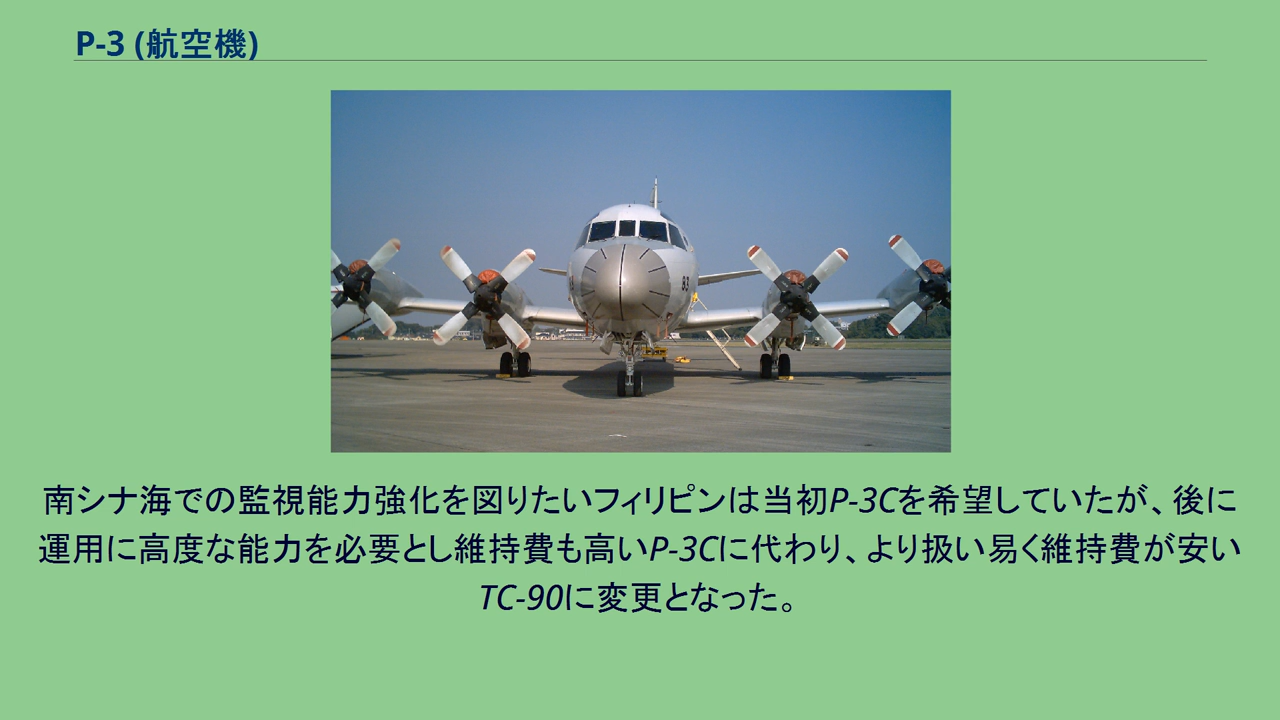 P-3 (航空機)
93
南シナ海での監視能力強化を図りたいフィリピンは当初P-3Cを希望していたが、後に
運用に高度な能力を必要とし維持費も高いP-3Cに代わり、より扱い易く維持費が安い
TC-90に変更となった。